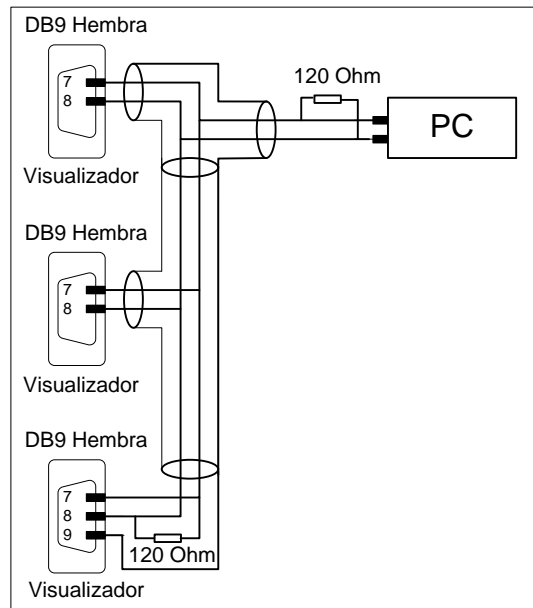 DB9 Hembra
7
8
Visualizador
120 Ohm
PC
DB9 Hembra
7
8
Visualizador
DB9 Hembra
7
8
9
120 Ohm
Visualizador